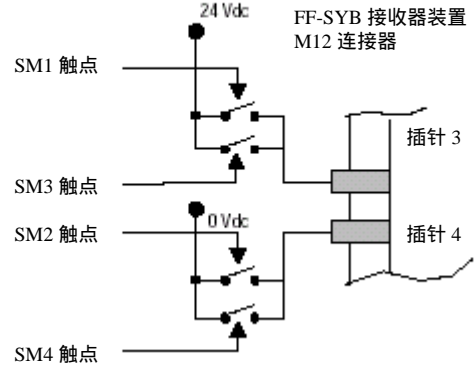 24 Vdc
FF-SYB 接收器装置
M12 连接器
SM1 触点
插针 3
SM3 触点
0 Vdc
SM2 触点
插针 4
SM4 触点